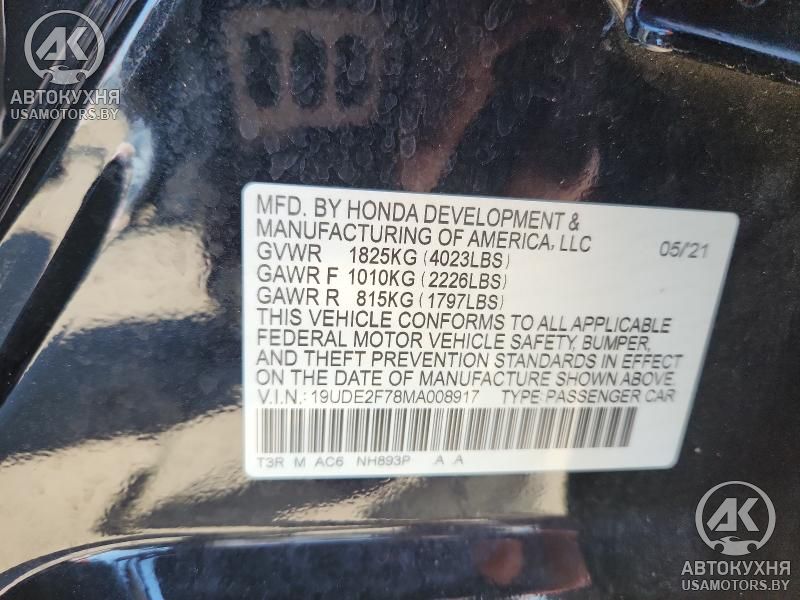 AK
АВТОКУХНЯ
USAMOTORS.BY
MFD. BY HONDA DEVELOPMENT &
MANUFACTURING OF AMERICA, LLC 05/21
GVWR 1825KG (4023LBS)
GAWR F 1010KG (2226LBS)
GAWR R 815KG (1797LBS)
THIS VEHICLE CONFORMS TO ALL APPLICABLE
FEDERAL MOTOR VEHICLE SAFETY, BUMPER,
AND THEFT PREVENTION STANDARDS IN EFFECT
ON THE DATE OF MANUFACTURE SHOWN ABOVE.
V.I.N.: 19UDE2F78MA008917 TYPE: PASSENGER CAR
T3R M AC6 NH893P A A
AK
АВТОКУХНЯ
USAMOTORS.BY